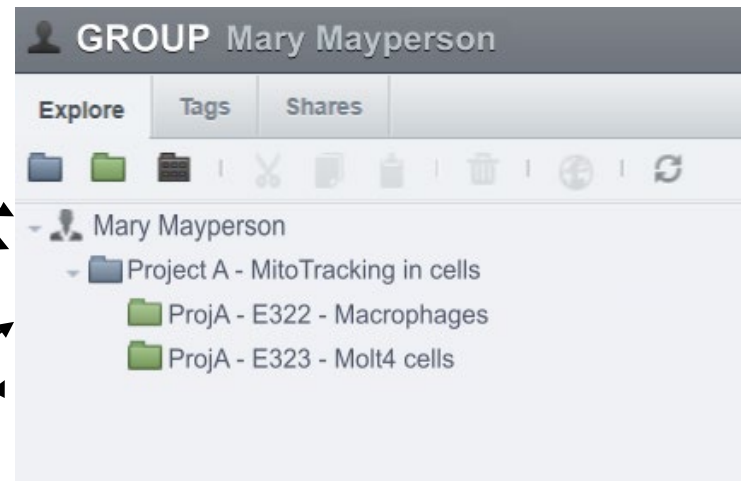 GROUP Mary Mayperson
Explore Tags Shares
Mary Mayperson
Project A - MitoTracking in cells
ProjA - E322 - Macrophages
ProjA - E323 - Molt4 cells